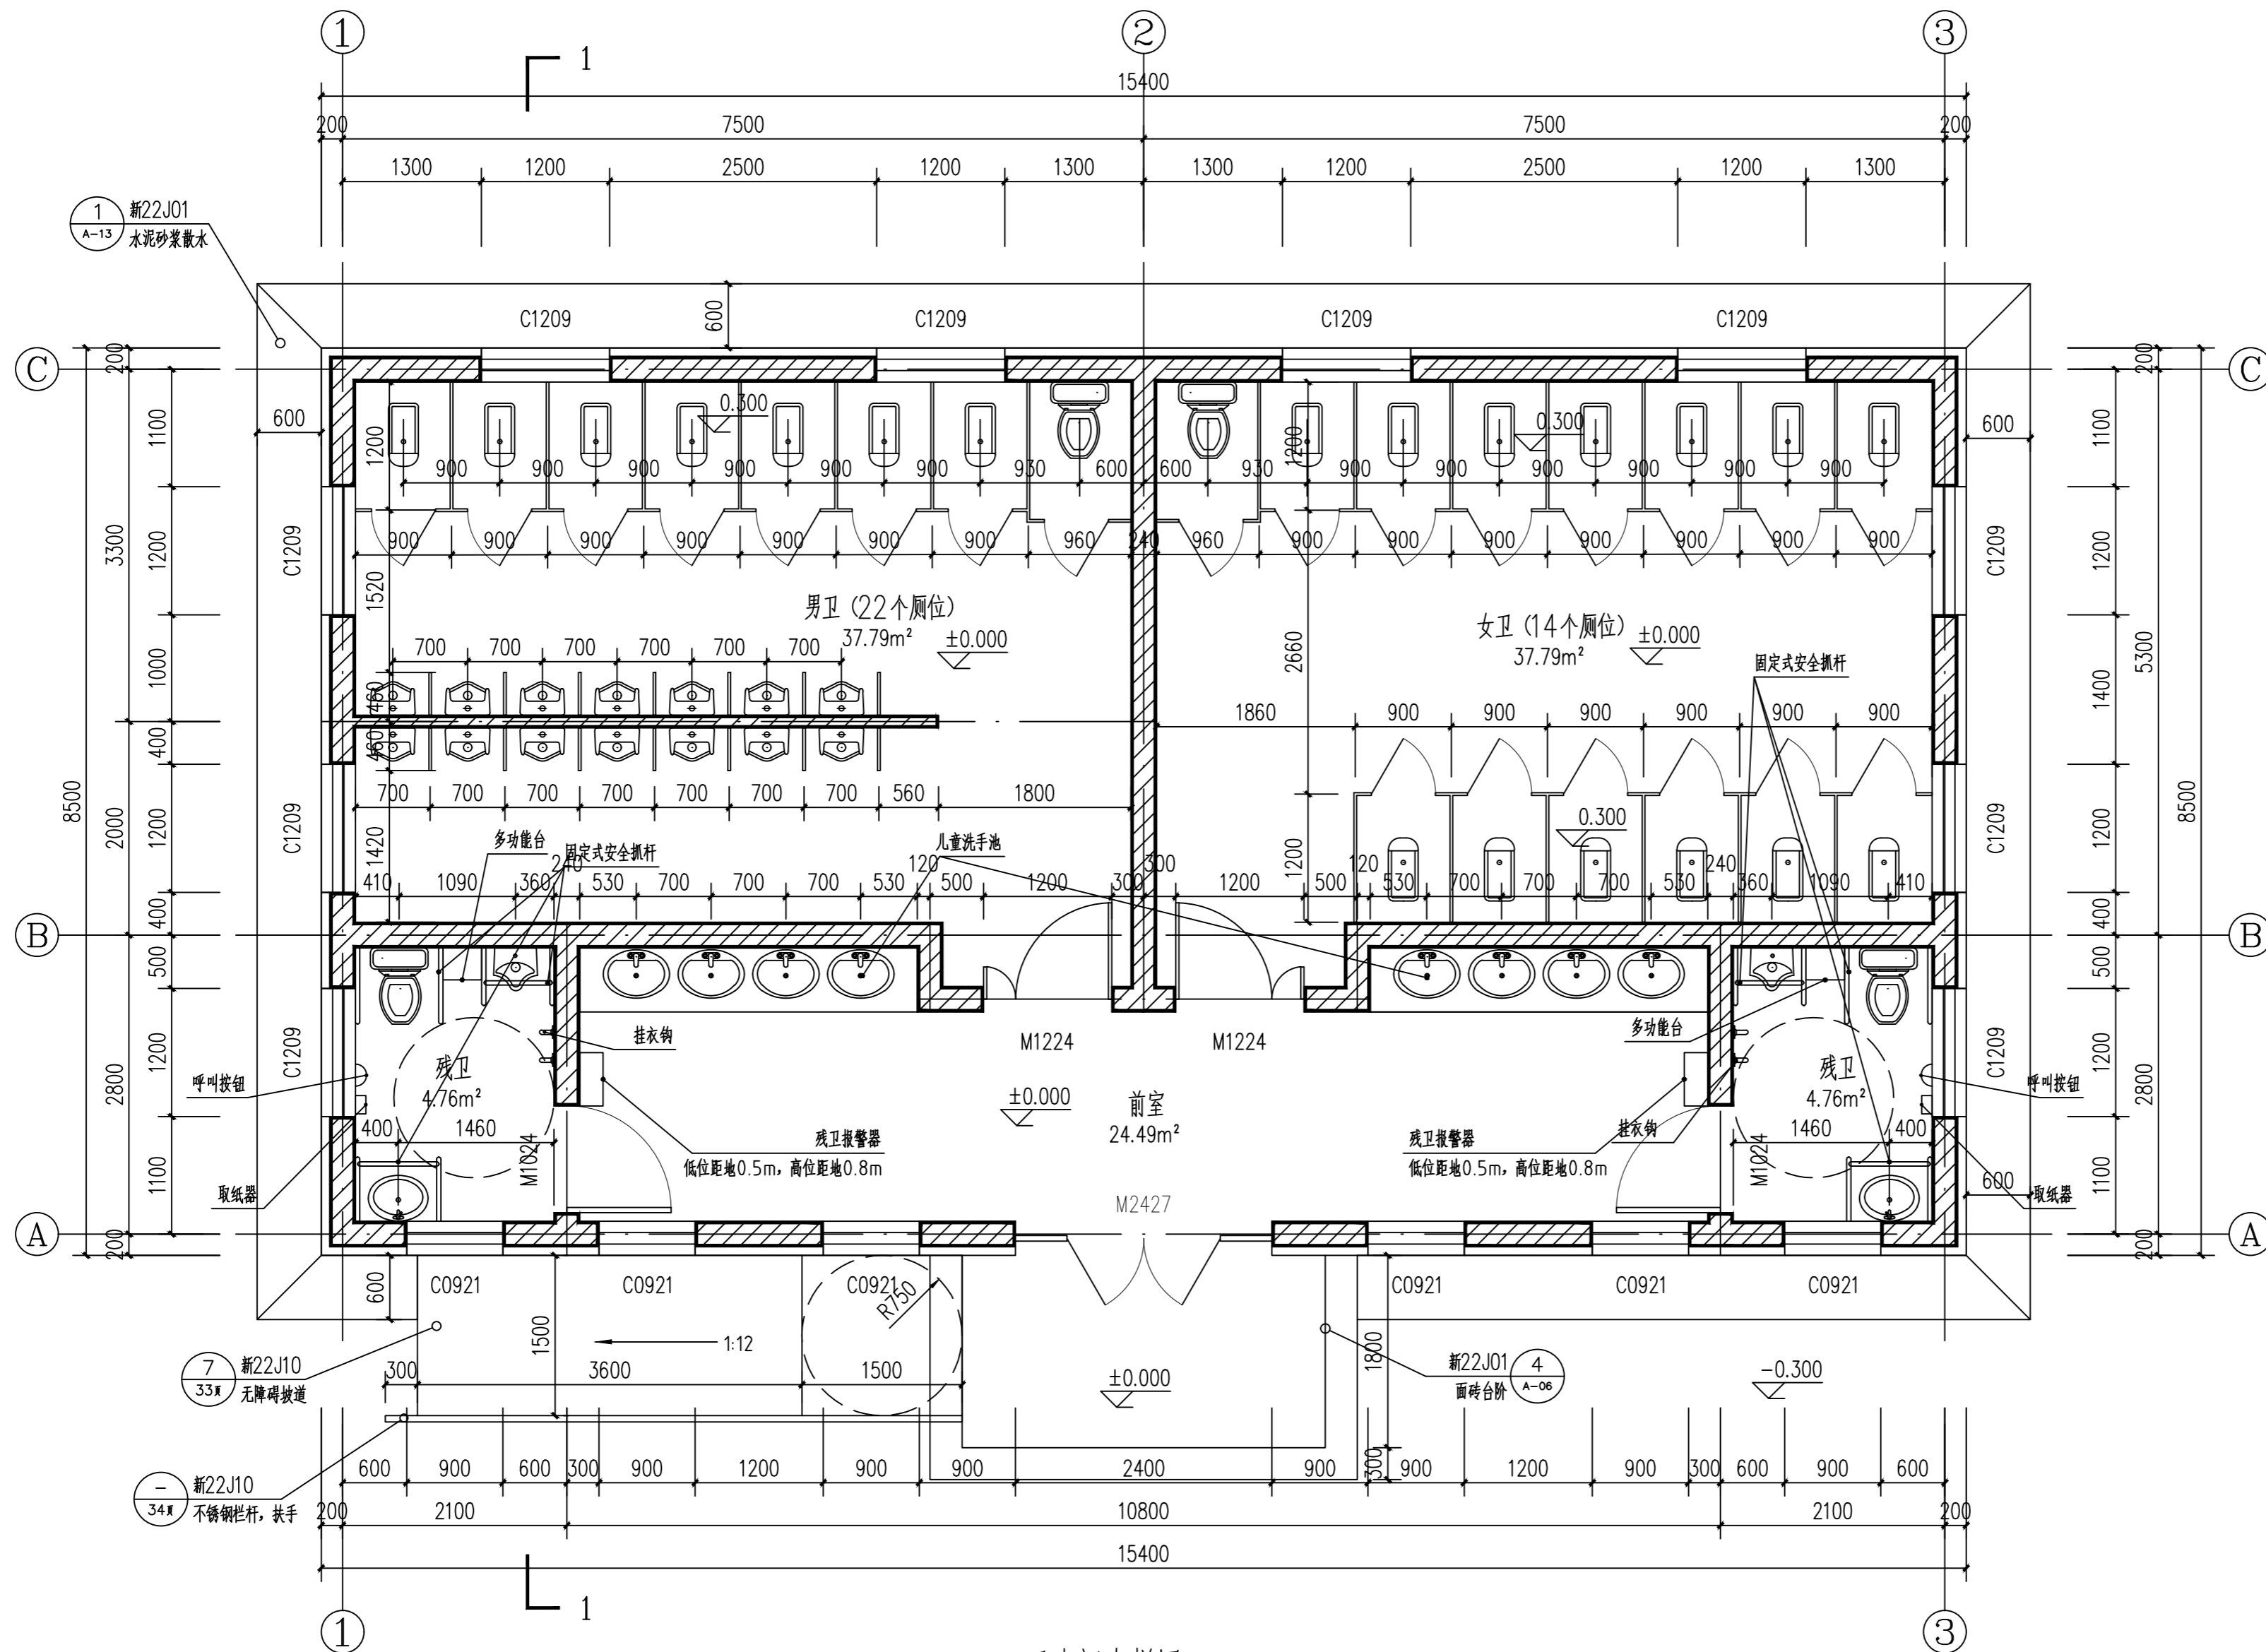 1 2 3
1
15400
200 7500 7500 200
1300 1200 2500 1200 1300 1300 1200 2500 1200 1300
1 新22J01
A-13 水泥砂浆散水
C1209 600 C1209 C1209 C1209
C 200 200 C
600 0.300 0.300 600
1100 1200 1200 1100
900 900 900 900 900 900 930 600 600 930 900 900 900 900 900 900
3300 1200 C1209 C1209 1200
900 900 900 900 900 900 900 960 240 960 900 900 900 900 900 900 900
1520
男卫 (22个厕位)
37.79m² ±0.000
女卫 (14个厕位) ±0.000
37.79m²
固定式安全抓杆
700 700 700 700 700 700
1000 460 2660 1400 5300
1860 900 900 900 900 900 900
400 460
8500 2000 1200 C1209 C1209 1200 8500
700 700 700 700 700 700 700 560 1800
0.300
多功能台 固定式安全抓杆 儿童洗手池
1420 240 120 300 1200 120 240
410 1090 360 530 700 700 700 530 500 1200 300 300 1200 500 530 700 700 700 530 360 1090 410
400 400
B B
500 500
挂衣钩 M1224 M1224 多功能台
2800 1200 C1209 C1209 1200 2800
呼叫按钮 呼叫按钮
残卫
4.76m²
±0.000 前室
24.49m²
残卫
4.76m²
400 1460 1460 400
残卫报警器
低位距地0.5m，高位距地0.8m
残卫报警器
低位距地0.5m，高位距地0.8m
挂衣钩
M1024 M1024
1100 1100
取纸器 取纸器
600
M2427
A 200 200 A
C0921 C0921 C0921 C0921 C0921 C0921
600 R750
1500 1:12 1800
7 新22J10
33页 无障碍坡道
300 3600 1500 ±0.000
新22J01 4
面砖台阶 A-06
-0.300
300
600 900 600 300 900 1200 900 900 2400 900 900 1200 900 300 600 900 600
- 新22J10
34页 不锈钢栏杆，扶手
200 2100 10800 2100 200
15400
1
1 3